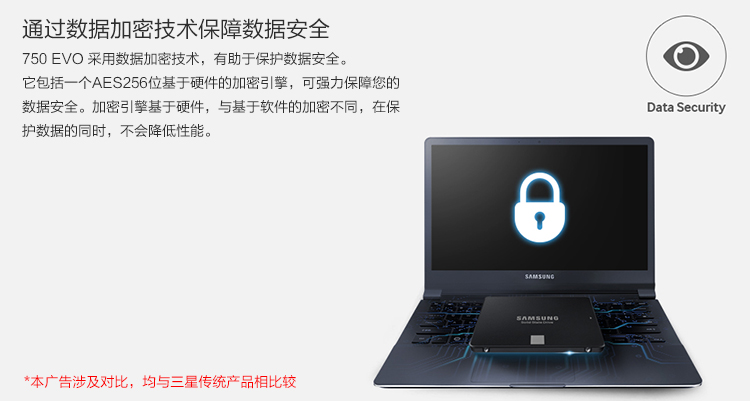 通过数据加密技术保障数据安全
750 EVO 采用数据加密技术，有助于保护数据安全。
它包括一个AES256位基于硬件的加密引擎，可强力保障您的
数据安全。加密引擎基于硬件，与基于软件的加密不同，在保
护数据的同时，不会降低性能。
Data Security
SAMSUNG
SAMSUNG
Solid State Drive
*本广告涉及对比，均与三星传统产品相比较